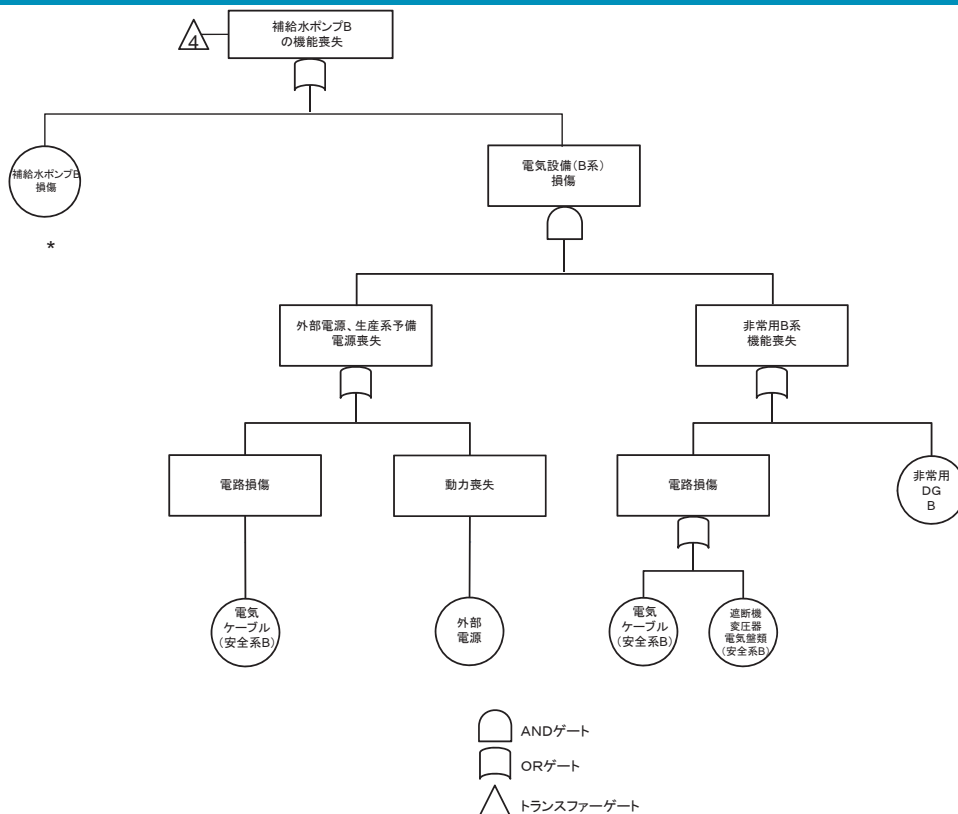 補給水ポンプB
の機能喪失
4
補給水ポンプB
損傷
*
電気設備(B系)
損傷
外部電源、生産系予備
電源喪失
非常用B系
機能喪失
電路損傷
動力喪失
電路損傷
非常用
DG
B
電気
ケーブル
(安全系B)
外部
電源
電気
ケーブル
(安全系B)
遮断機
変圧器
電気盤類
(安全系B)
ANDゲート
ORゲート
トランスファーゲート